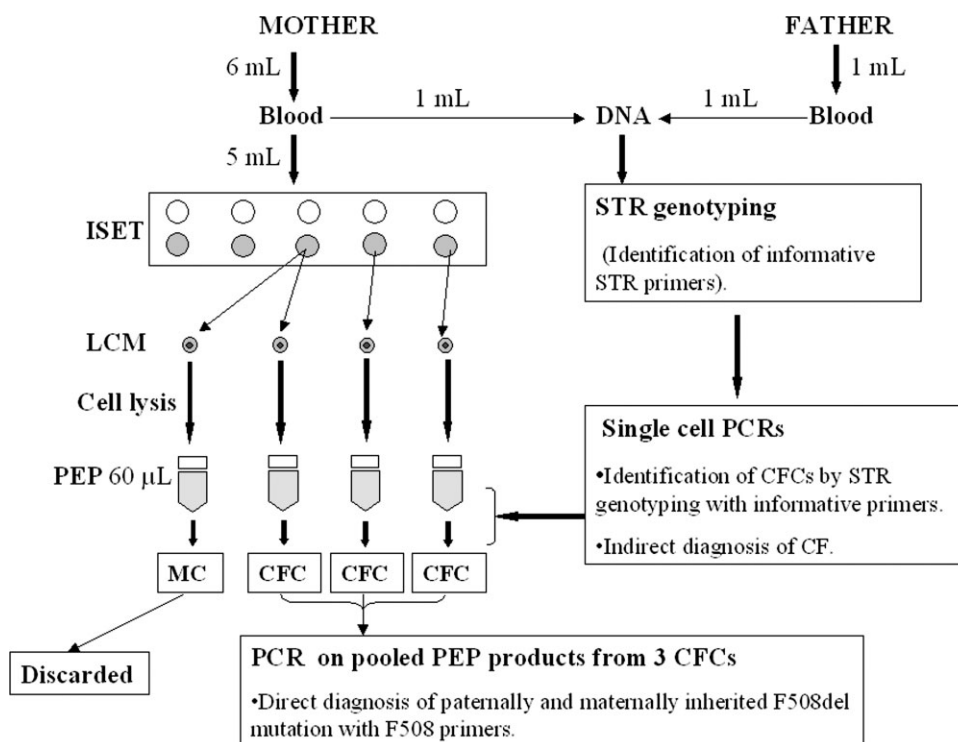 MOTHER
FATHER
6 mL
1 mL
Blood
1 mL
DNA
1 mL
Blood
5 mL
ISET
STR genotyping
(Identification of informative
STR primers).
LCM
Cell lysis
Single cell PCRs
•Identification of CFCs by STR
genotyping with informative primers.
•Indirect diagnosis of CF.
PEP 60 µL
MC
CFC
CFC
CFC
Discarded
PCR on pooled PEP products from 3 CFCs
•Direct diagnosis of paternally and maternally inherited F508del
mutation with F508 primers.